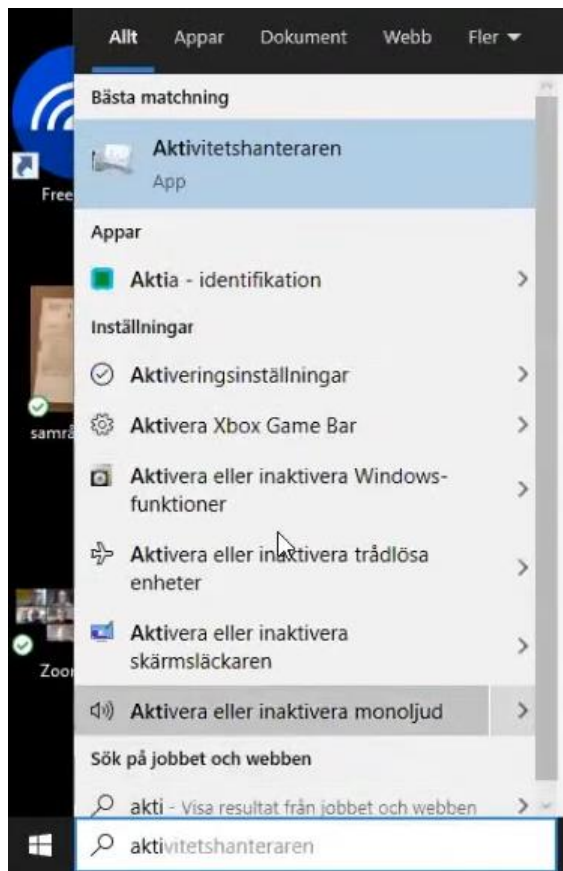 Allt Appar Dokument Webb Fler
Bästa matchning
Aktivitetshanteraren
App
Free
Appar
Aktia - identifikation
Inställningar
Aktiveringsinställningar
Aktivera Xbox Game Bar
Aktivera eller inaktivera Windows-
funktioner
Aktivera eller inaktivera trådlösa
enheter
Aktivera eller inaktivera
skärmsläckaren
Aktivera eller inaktivera monoljud
Sök på jobbet och webben
akti - Visa resultat från jobbet och webben
aktivitetshanteraren